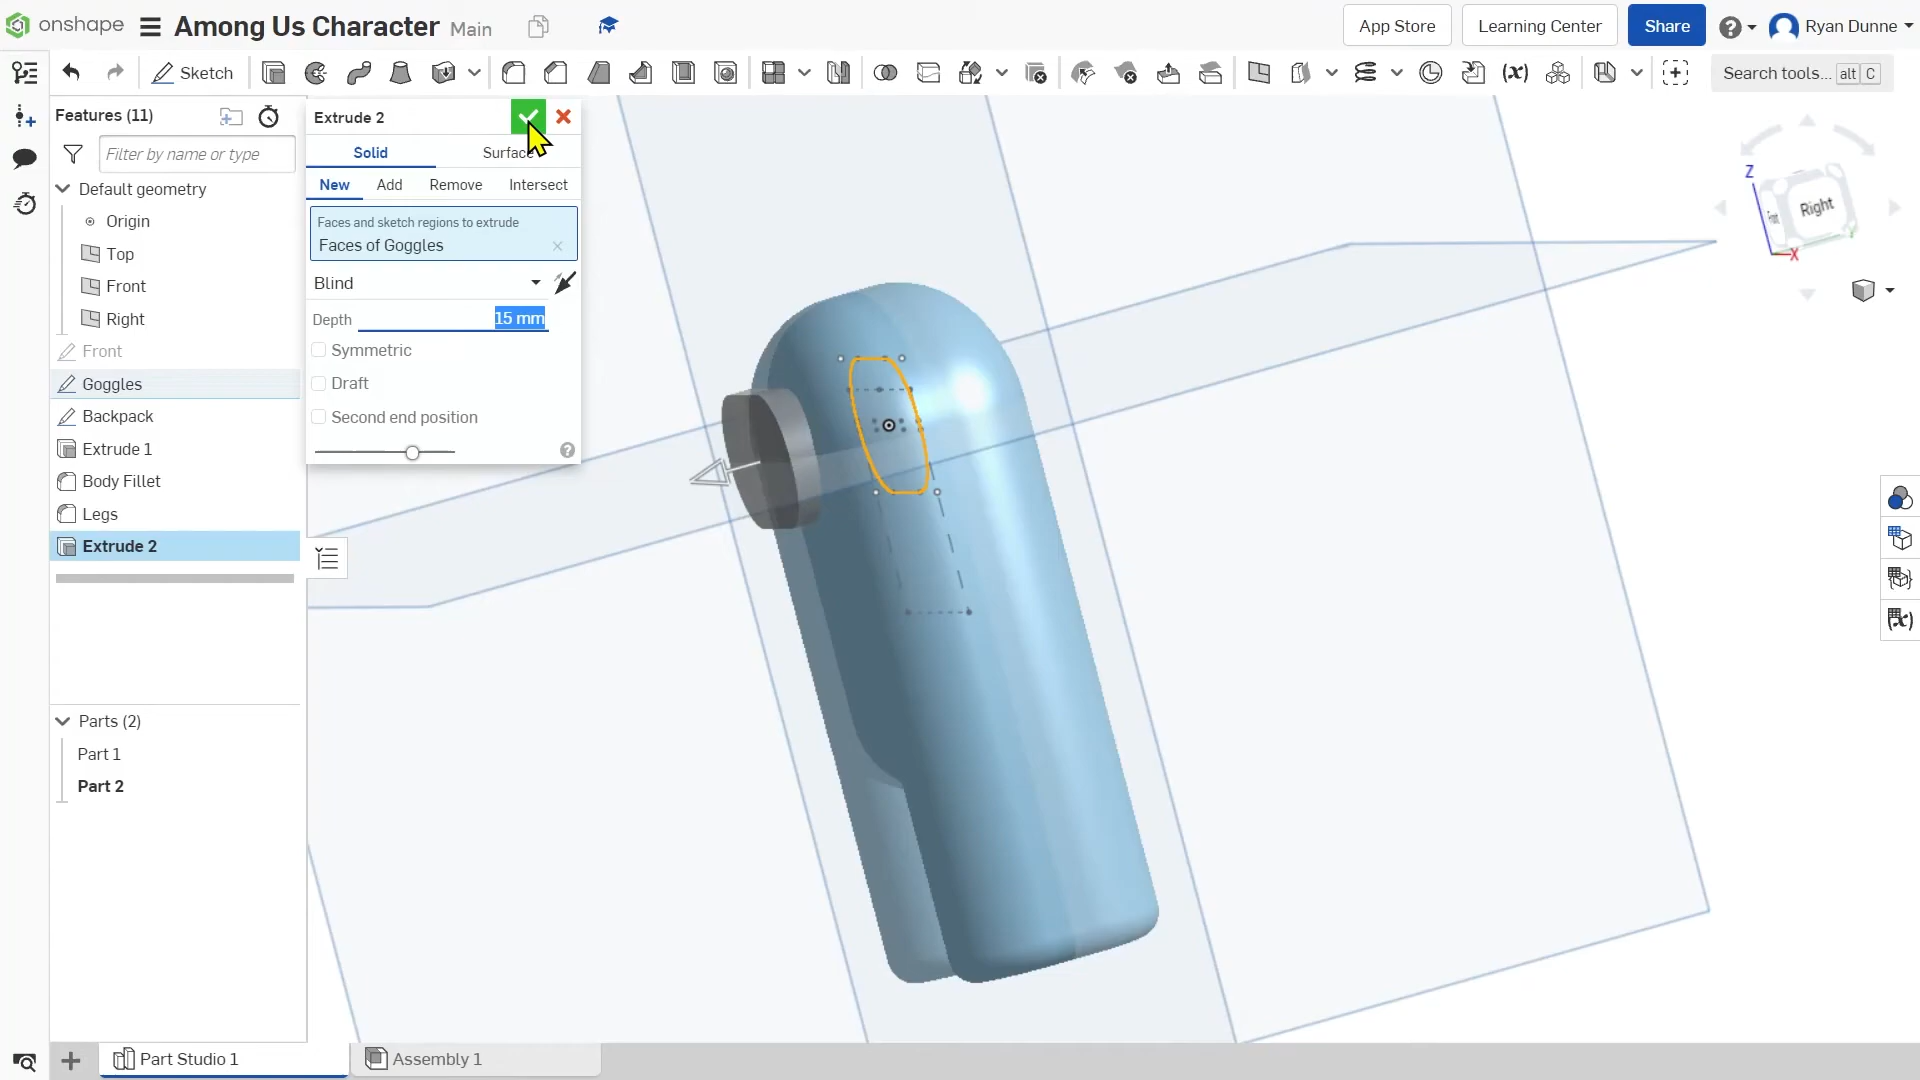 onshape
Among Us Character Main
App Store
Learning Center
Share
Ryan Dunne
Sketch
Search tools... alt C
Features (11)
Filter by name or type
Default geometry
Origin
Top
Front
Right
Front
Goggles
Backpack
Extrude 1
Body Fillet
Legs
Extrude 2
Parts (2)
Part 1
Part 2
Extrude 2
Solid
Surface
New
Add
Remove
Intersect
Faces and sketch regions to extrude
Faces of Goggles
Blind
Depth
15 mm
Symmetric
Draft
Second end position
Z
Front
Right
X
Part Studio 1
Assembly 1